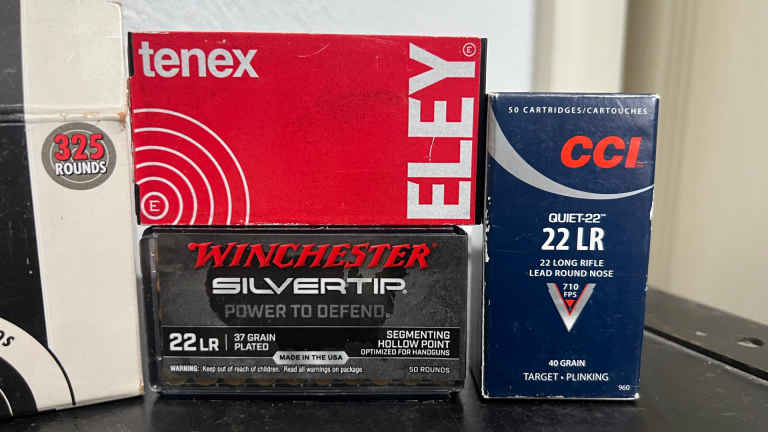 325
ROUNDS
tenex
ELEY
E
E
WINCHESTER
SILVERTIP®
POWER TO DEFEND.
22 LR
37 GRAIN
PLATED
SEGMENTING
HOLLOW POINT
OPTIMIZED FOR HANDGUNS
MADE IN THE USA
WARNING: Keep out of reach of children. Read all warnings on package.
50 ROUNDS
50 CARTRIDGES/CARTOUCHES
CCI
QUIET-22™
22 LR
22 LONG RIFLE
LEAD ROUND NOSE
710
FPS
40 GRAIN
TARGET • PLINKING
960